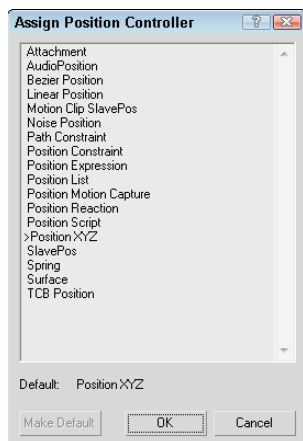 Assign Position Controller
Attachment
AudioPosition
Bezier Position
Linear Position
Motion Clip SlavePos
Noise Position
Path Constraint
Position Constraint
Position Expression
Position List
Position Motion Capture
Position Reaction
Position Script
>Position XYZ
SlavePos
Spring
Surface
TCB Position
Default: Position XYZ
Make Default OK Cancel